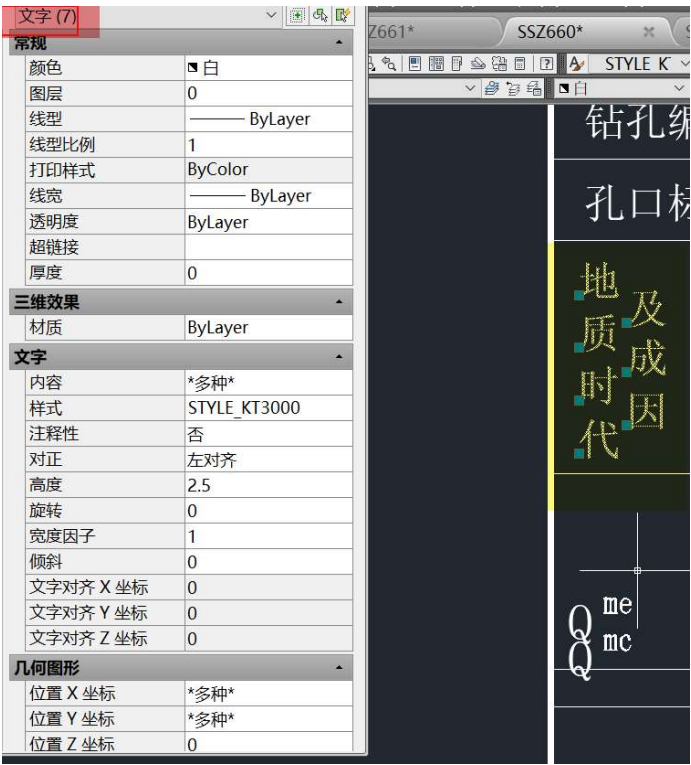 文字 (7)
常规
颜色 白
图层 0
线型 ByLayer
线型比例 1
打印样式 ByColor
线宽 ByLayer
透明度 ByLayer
超链接
厚度 0
三维效果
材质 ByLayer
文字
内容 *多种*
样式 STYLE_KT3000
注释性 否
对正 左对齐
高度 2.5
旋转 0
宽度因子 1
倾斜 0
文字对齐 X 坐标 0
文字对齐 Y 坐标 0
文字对齐 Z 坐标 0
几何图形
位置 X 坐标 *多种*
位置 Y 坐标 *多种*
位置 Z 坐标 0
Z661* SSZ660*
STYLE K
白
钻孔编
孔口标
地质时代
及成因
Q me
Q mc